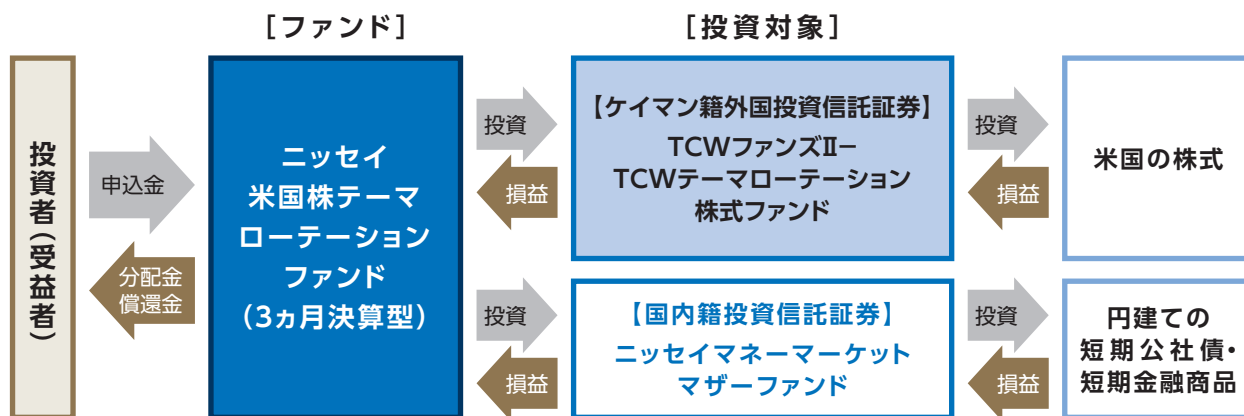 ［ファンド］
［投資対象］
投資者（受益者）
申込金
分配金
償還金
ニッセイ
米国株テーマ
ローテーション
ファンド
（3ヵ月決算型）
投資
損益
【ケイマン籍外国投資信託証券】
TCWファンズⅡ−
TCWテーマローテーション
株式ファンド
投資
損益
米国の株式
投資
損益
【国内籍投資信託証券】
ニッセイマネーマーケット
マザーファンド
投資
損益
円建ての
短期公社債・
短期金融商品